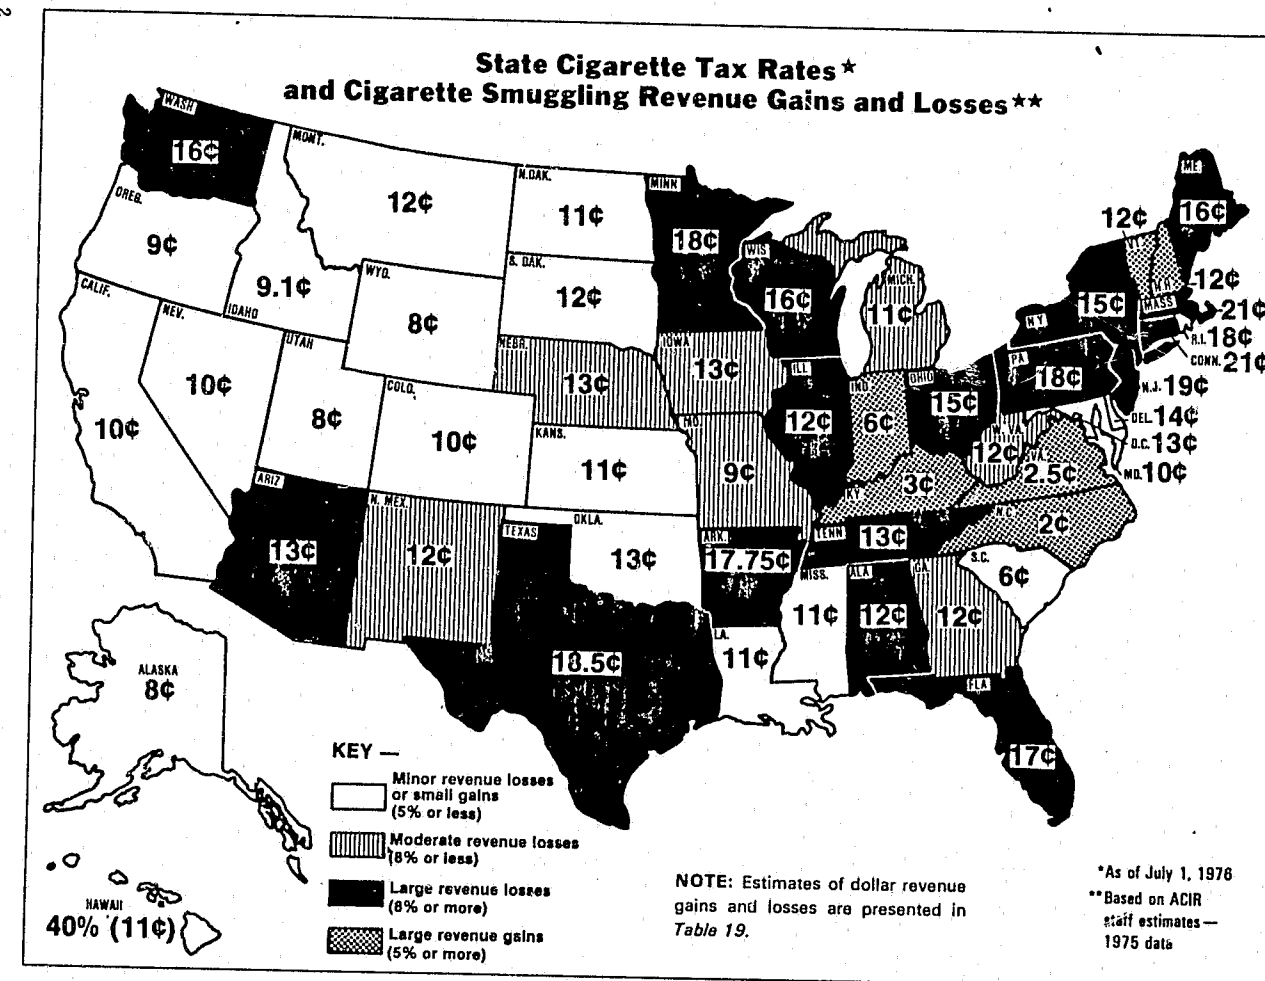 2
State Cigarette Tax Rates*
and Cigarette Smuggling Revenue Gains and Losses**
WASH
16¢
MONT.
12¢
N.DAK.
11¢
MINN
18¢
ME.
16¢
OREG.
9¢
IDAHO
9.1¢
WYO.
8¢
S. DAK.
12¢
WIS
16¢
MICH.
11¢
VT.
12¢
N.H.
12¢
MASS
21¢
R.I. 18¢
CONN. 21¢
N.Y.
15¢
CALIF.
10¢
NEV.
10¢
UTAH
8¢
COLO.
10¢
NEBR.
13¢
IOWA
13¢
ILL
12¢
IND.
6¢
OHIO
15¢
PA
18¢
N.J. 19¢
DEL. 14¢
D.C. 13¢
MD. 10¢
KANS.
11¢
MO.
9¢
KY.
3¢
W.VA.
12¢
VA.
2.5¢
ARIZ
13¢
N. MEX.
12¢
TEXAS
18.5¢
OKLA.
13¢
ARK.
17.75¢
TENN
13¢
N.C.
2¢
S.C.
6¢
MISS.
11¢
ALA
12¢
GA.
12¢
LA.
11¢
FLA
17¢
ALASKA
8¢
HAWAII
40% (11¢)
KEY —
Minor revenue losses
or small gains
(5% or less)
Moderate revenue losses
(8% or less)
Large revenue losses
(8% or more)
Large revenue gains
(5% or more)
NOTE: Estimates of dollar revenue
gains and losses are presented in
Table 19.
*As of July 1, 1976
**Based on ACIR
staff estimates—
1975 data